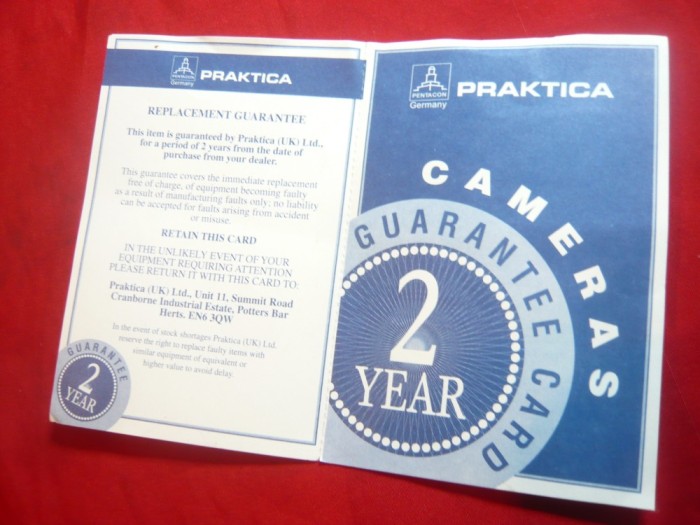 PENTACON
Germany
PRAKTICA
REPLACEMENT GUARANTEE
This item is guaranteed by Praktica (UK) Ltd.,
for a period of 2 years from the date of
purchase from your dealer.
This guarantee covers the immediate replacement
free of charge, of equipment becoming faulty
as a result of manufacturing faults only; no liability
can be accepted for faults arising from accident
or misuse.
RETAIN THIS CARD
IN THE UNLIKELY EVENT OF YOUR
EQUIPMENT REQUIRING ATTENTION
PLEASE RETURN IT WITH THIS CARD TO:
Praktica (UK) Ltd., Unit 11, Summit Road
Cranborne Industrial Estate, Potters Bar
Herts. EN6 3QW
In the event of stock shortages Praktica (UK) Ltd.
reserve the right to replace faulty items with
similar equipment of equivalent or
higher value to avoid delay.
GUARANTEE
2
YEAR
PENTACON
Germany
PRAKTICA
CAMERAS
GUARANTEE CARD
2
YEAR